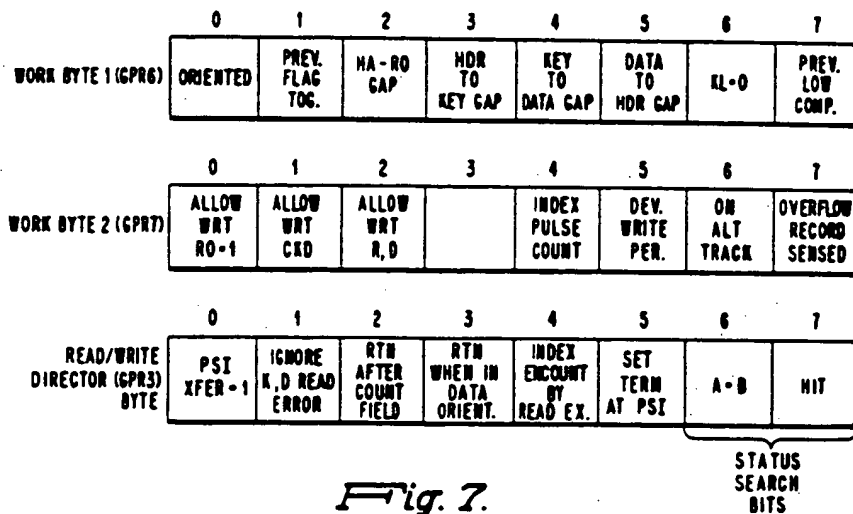 0 1 2 3 4 5 6 7
WORK BYTE 1 (GPR6)
ORIENTED
PREV.
FLAG
TOG.
HA-RO
GAP
HDR
TO
KEY GAP
KEY
TO
DATA GAP
DATA
TO
HDR GAP
KL=0
PREV.
LOW
COMP.
0 1 2 3 4 5 6 7
WORK BYTE 2 (GPR7)
ALLOW
WRT
RO=1
ALLOW
WRT
CKD
ALLOW
WRT
K,D
INDEX
PULSE
COUNT
DEV.
WRITE
PER.
ON
ALT
TRACK
OVERFLOW
RECORD
SENSED
0 1 2 3 4 5 6 7
READ/WRITE
DIRECTOR (GPR3)
BYTE
PSI
XFER=1
IGNORE
K,D READ
ERROR
RTN
AFTER
COUNT
FIELD
RTN
WHEN IN
DATA
ORIENT.
INDEX
ENCOUNT
BY
READ EX.
SET
TERM
AT PSI
A=B
HIT
STATUS
SEARCH
BITS
Fig. 7.